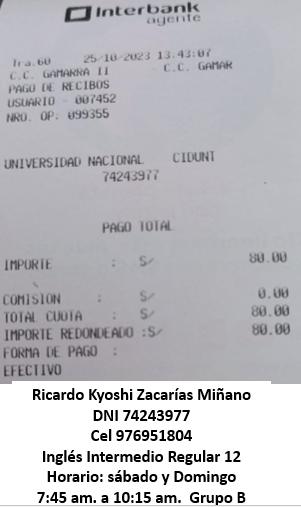 Interbank
agente
Tra.60 25-10-2023 13.43:07
C.C. GAMARRA II - C.C. GAMAR
PAGO DE RECIBOS
USUARIO - 007452
NRO. OP: 099355
UNIVERSIDAD NACIONAL CIDUNT
74243977
PAGO TOTAL
IMPORTE : S/ 80.00
COMISION : S/ 0.00
TOTAL CUOTA : S/ 80.00
IMPORTE REDONDEADO :S/ 80.00
FORMA DE PAGO :
EFECTIVO
Ricardo Kyoshi Zacarías Miñano
DNI 74243977
Cel 976951804
Inglés Intermedio Regular 12
Horario: sábado y Domingo
7:45 am. a 10:15 am. Grupo B